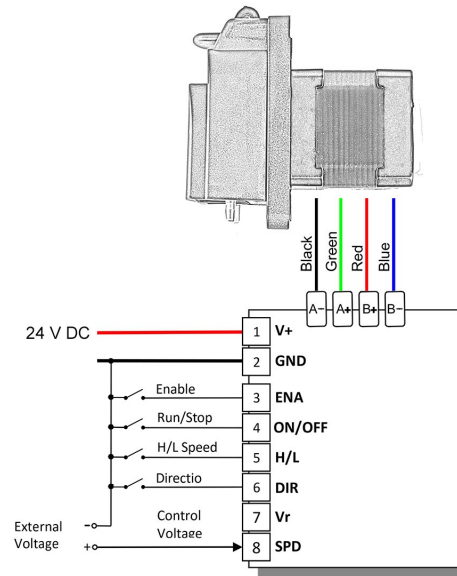 Black
Green
Red
Blue
A-
A+
B+
B-
24 V DC
1
V+
2
GND
Enable
3
ENA
Run/Stop
4
ON/OFF
H/L Speed
5
H/L
Directio
6
DIR
External
Voltage
-
+
Control
Voltage
7
Vr
8
SPD